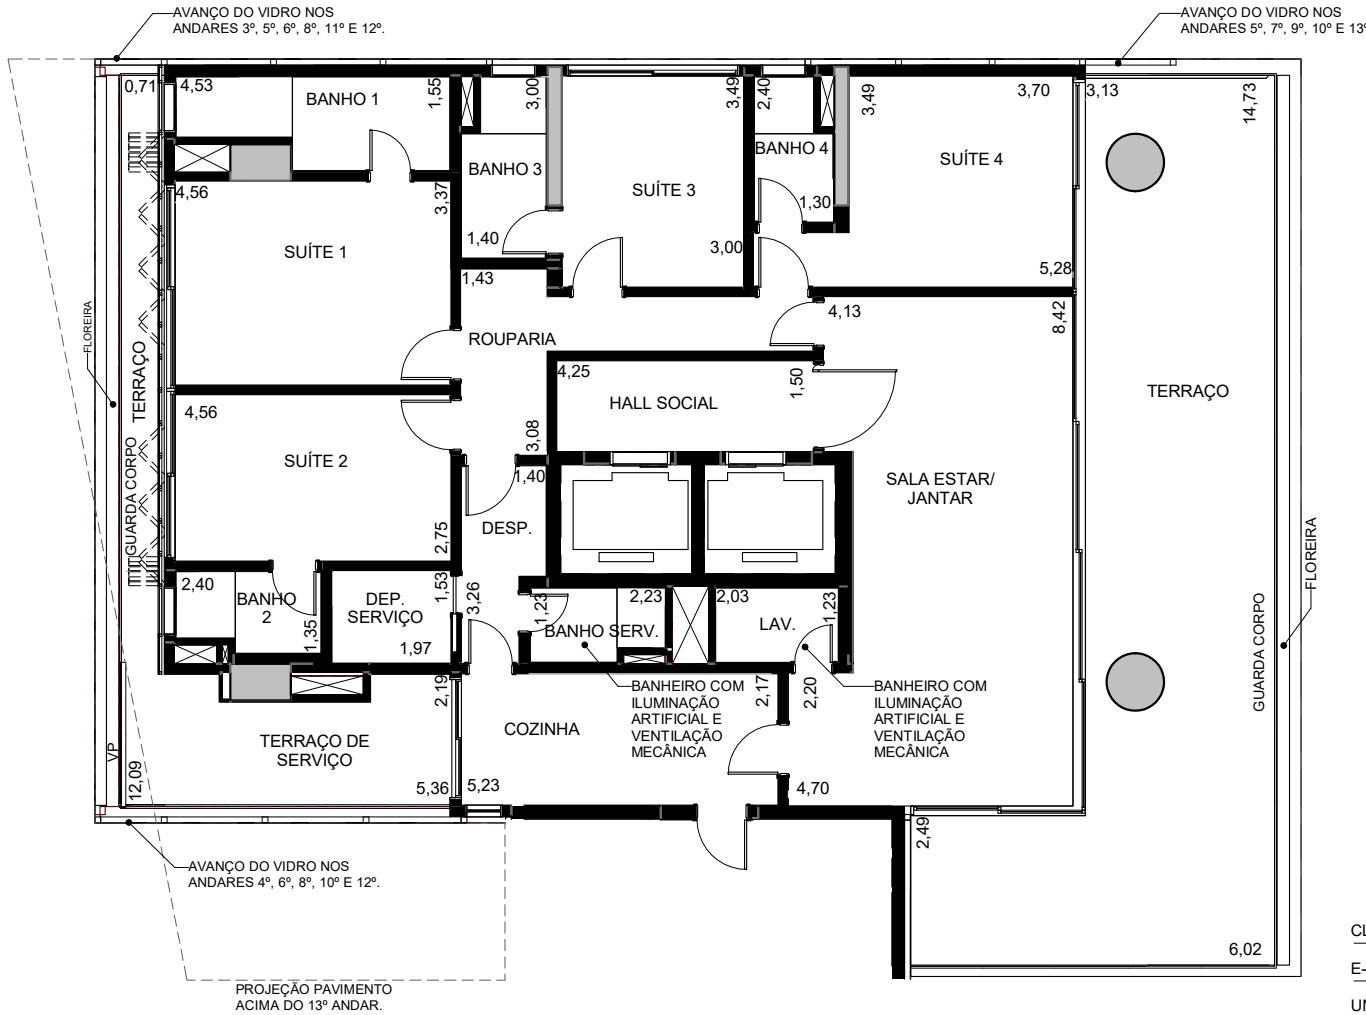 AVANÇO DO VIDRO NOS
ANDARES 3º, 5º, 6º, 8º, 11º E 12º.
AVANÇO DO VIDRO NOS
ANDARES 5º, 7º, 9º, 10º E 13º
0,71
4,53
BANHO 1
1,55
3,00
3,49
2,40
3,49
3,70
3,13
14,73
BANHO 3
BANHO 4
SUÍTE 4
4,56
3,37
SUÍTE 3
1,30
SUÍTE 1
1,40
3,00
1,43
5,28
FLOREIRA
TERRAÇO
ROUPARIA
4,13
8,42
4,25
1,50
HALL SOCIAL
TERRAÇO
4,56
3,08
GUARDA CORPO
SUÍTE 2
1,40
SALA ESTAR/
JANTAR
DESP.
2,75
FLOREIRA
2,40
BANHO
2
1,35
DEP.
SERVIÇO
1,53
1,97
3,26
1,23
2,23
BANHO SERV.
2,03
1,23
LAV.
GUARDA CORPO
2,19
BANHEIRO COM
ILUMINAÇÃO
ARTIFICIAL E
VENTILAÇÃO
MECÂNICA
2,17
2,20
BANHEIRO COM
ILUMINAÇÃO
ARTIFICIAL E
VENTILAÇÃO
MECÂNICA
COZINHA
TERRAÇO DE
SERVIÇO
VP
12,09
5,36
5,23
4,70
2,49
AVANÇO DO VIDRO NOS
ANDARES 4º, 6º, 8º, 10º E 12º.
6,02
CL
E-
UN
PROJEÇÃO PAVIMENTO
ACIMA DO 13º ANDAR.